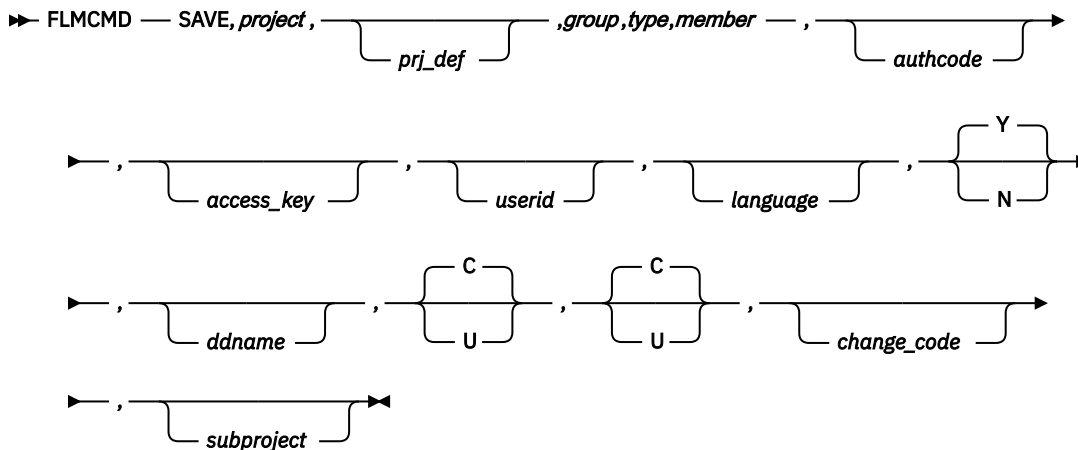 FLMCMD SAVE, project , ,group ,type,member ,
prj_def authcode
Y
, , , ,
access_key userid language N
C C
, , , ,
ddname U U change_code
,
subproject